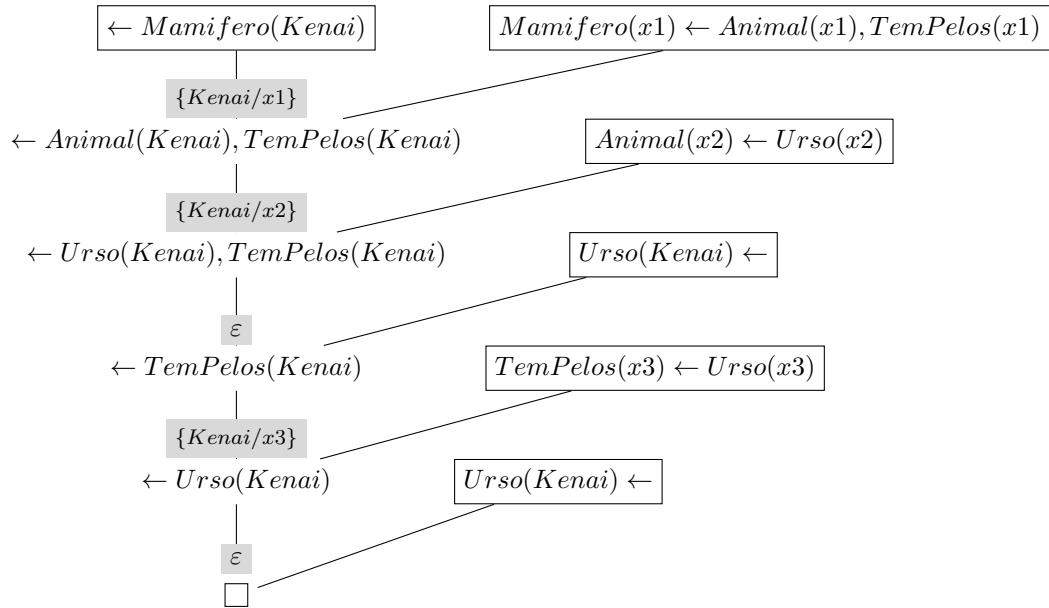 ← Mamifero(Kenai)
Mamifero(x1) ← Animal(x1), TemPelos(x1)
{Kenai/x1}
← Animal(Kenai), TemPelos(Kenai)
Animal(x2) ← Urso(x2)
{Kenai/x2}
← Urso(Kenai), TemPelos(Kenai)
Urso(Kenai) ←
ε
← TemPelos(Kenai)
TemPelos(x3) ← Urso(x3)
{Kenai/x3}
← Urso(Kenai)
Urso(Kenai) ←
ε
□